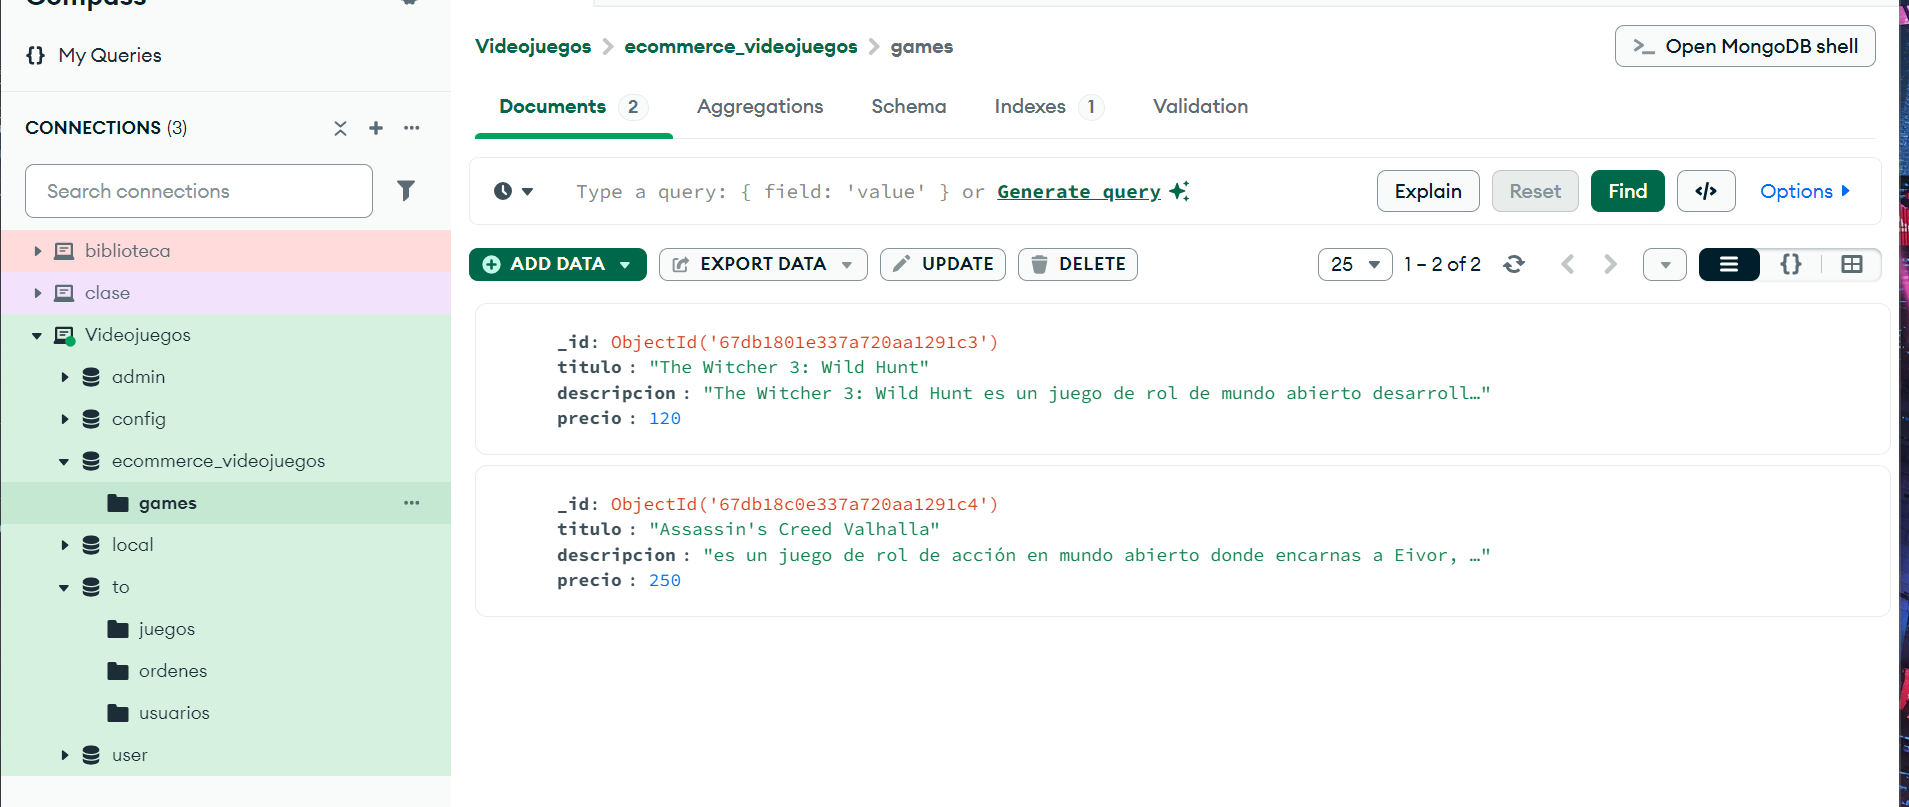 Compass
My Queries
CONNECTIONS (3)
Search connections
biblioteca
clase
Videojuegos
admin
config
ecommerce_videojuegos
games
local
to
juegos
ordenes
usuarios
user
Videojuegos > ecommerce_videojuegos > games
>_ Open MongoDB shell
Documents 2 Aggregations Schema Indexes 1 Validation
Type a query: { field: 'value' } or Generate query
Explain Reset Find </> Options
ADD DATA EXPORT DATA UPDATE DELETE
25 1 – 2 of 2 {}
_id: ObjectId('67db1801e337a720aa1291c3')
titulo : "The Witcher 3: Wild Hunt"
descripcion : "The Witcher 3: Wild Hunt es un juego de rol de mundo abierto desarroll…"
precio : 120
_id: ObjectId('67db18c0e337a720aa1291c4')
titulo : "Assassin's Creed Valhalla"
descripcion : "es un juego de rol de acción en mundo abierto donde encarnas a Eivor, …"
precio : 250